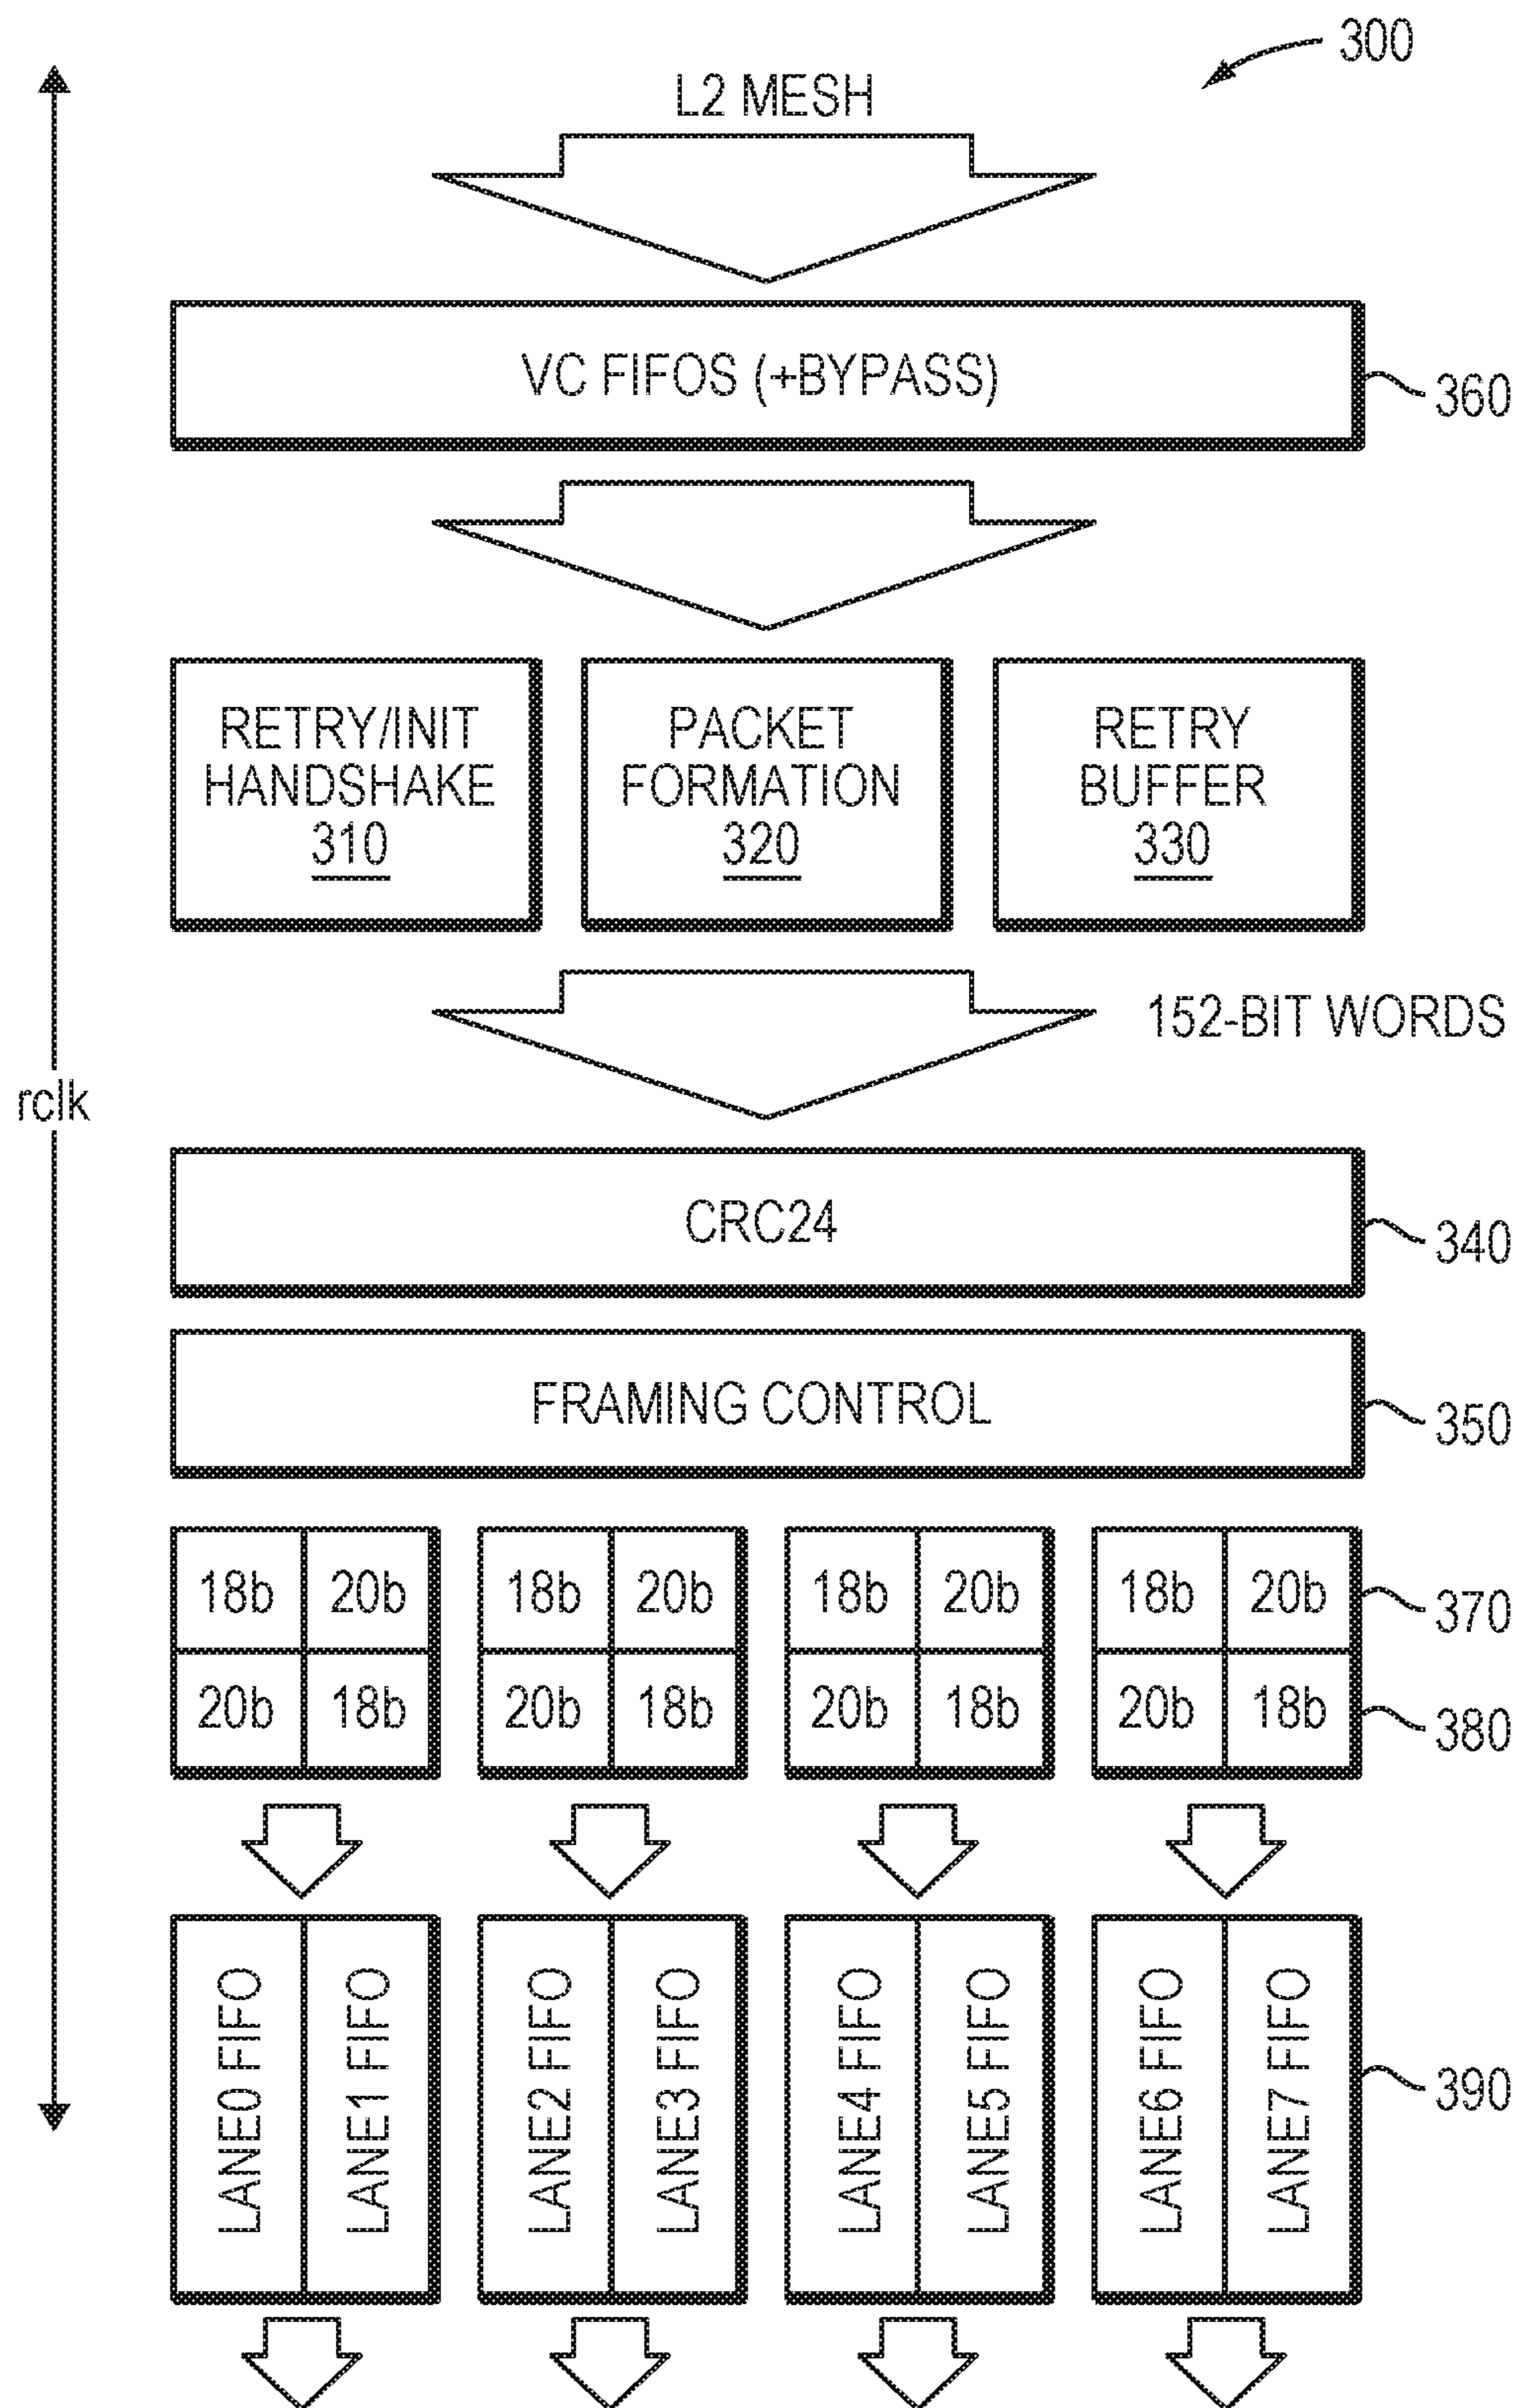 300
L2 MESH
VC FIFOS (+BYPASS)
360
RETRY/INIT
HANDSHAKE
310
PACKET
FORMATION
320
RETRY
BUFFER
330
152-BIT WORDS
rclk
CRC24
340
FRAMING CONTROL
350
18b 20b 18b 20b 18b 20b 18b 20b
370
20b 18b 20b 18b 20b 18b 20b 18b
380
LANE0 FIFO
LANE1 FIFO
LANE2 FIFO
LANE3 FIFO
LANE4 FIFO
LANE5 FIFO
LANE6 FIFO
LANE7 FIFO
390